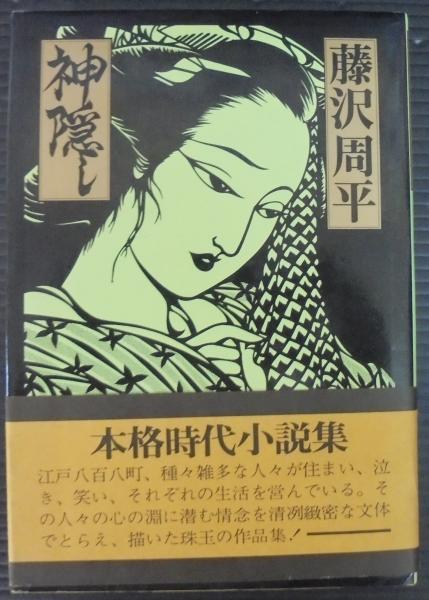 藤沢周平
神隠し
本格時代小説集
江戸八百八町、種々雑多な人々が住まい、泣
き、笑い、それぞれの生活を営んでいる。そ
の人々の心の淵に潜む情念を清冽緻密な文体
でとらえ、描いた珠玉の作品集!———